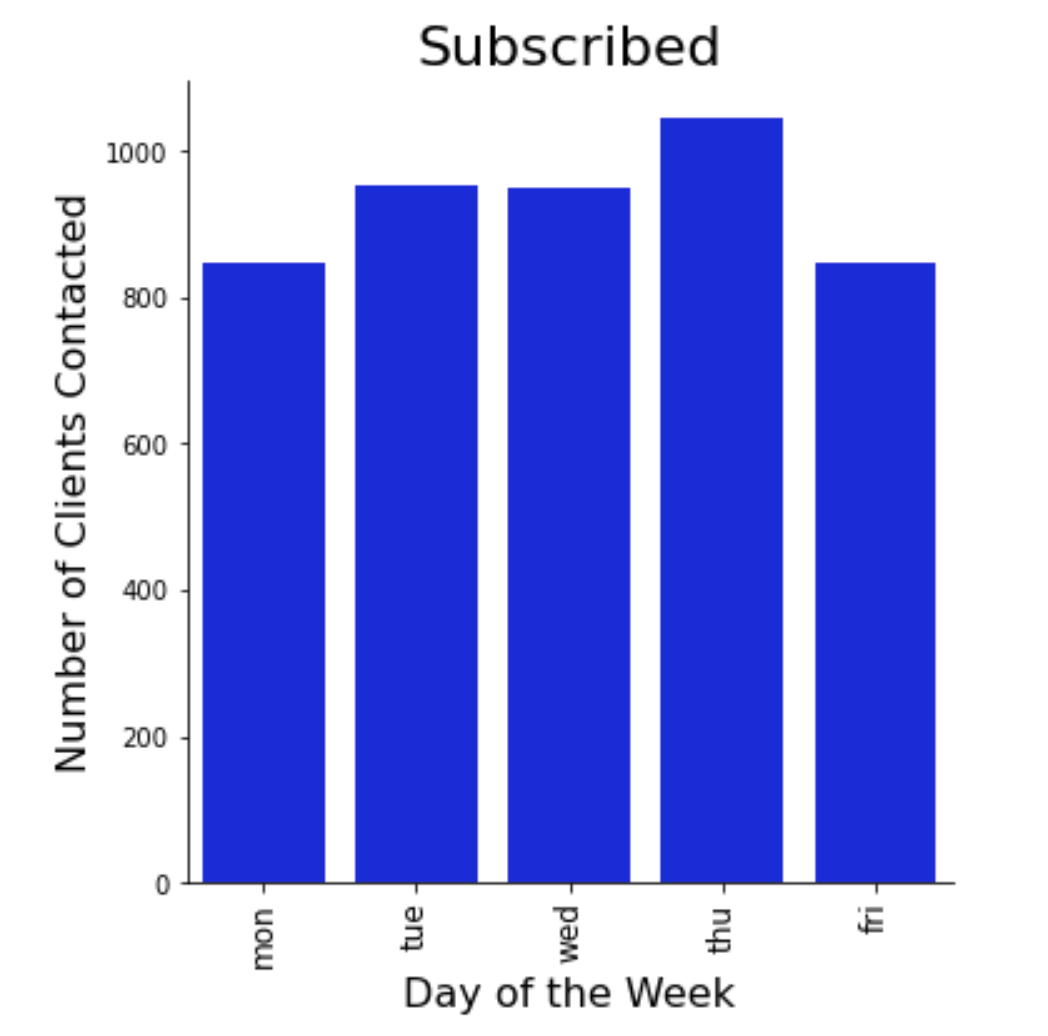 Subscribed
Number of Clients Contacted
1000
800
600
400
200
0
mon
tue
wed
thu
fri
Day of the Week